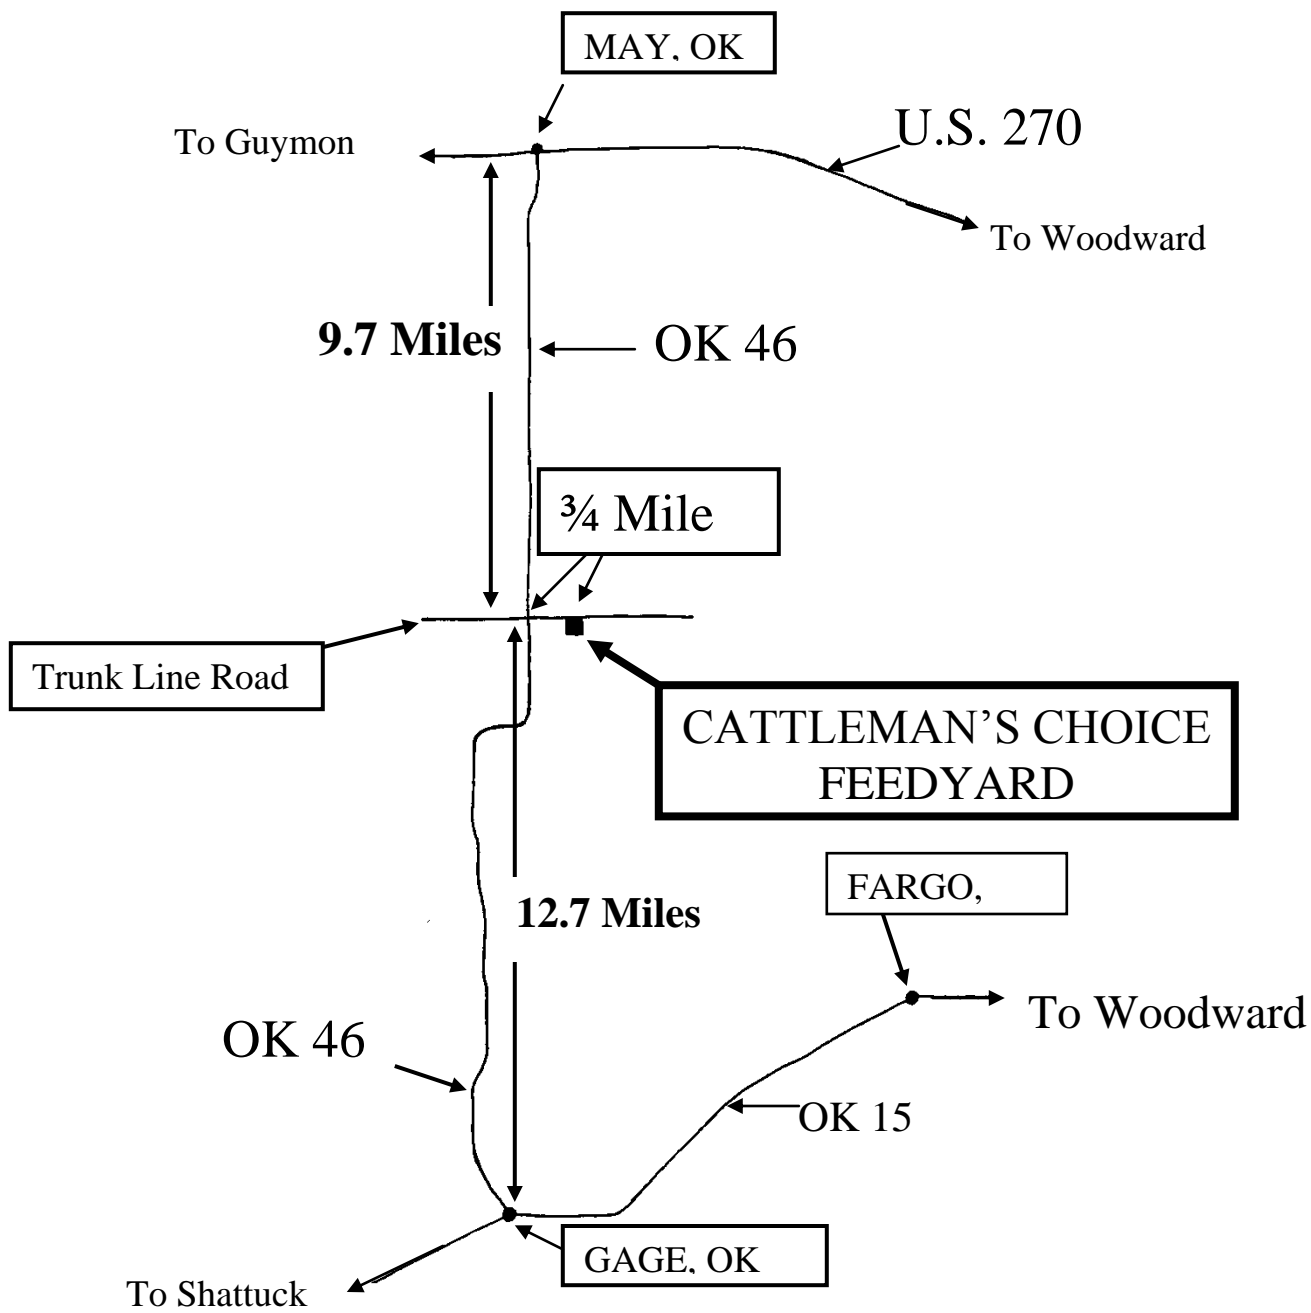 MAY, OK
U.S. 270
To Guymon
To Woodward
9.7 Miles
OK 46
¾ Mile
Trunk Line Road
CATTLEMAN'S CHOICE
FEEDYARD
FARGO,
12.7 Miles
To Woodward
OK 46
OK 15
GAGE, OK
To Shattuck